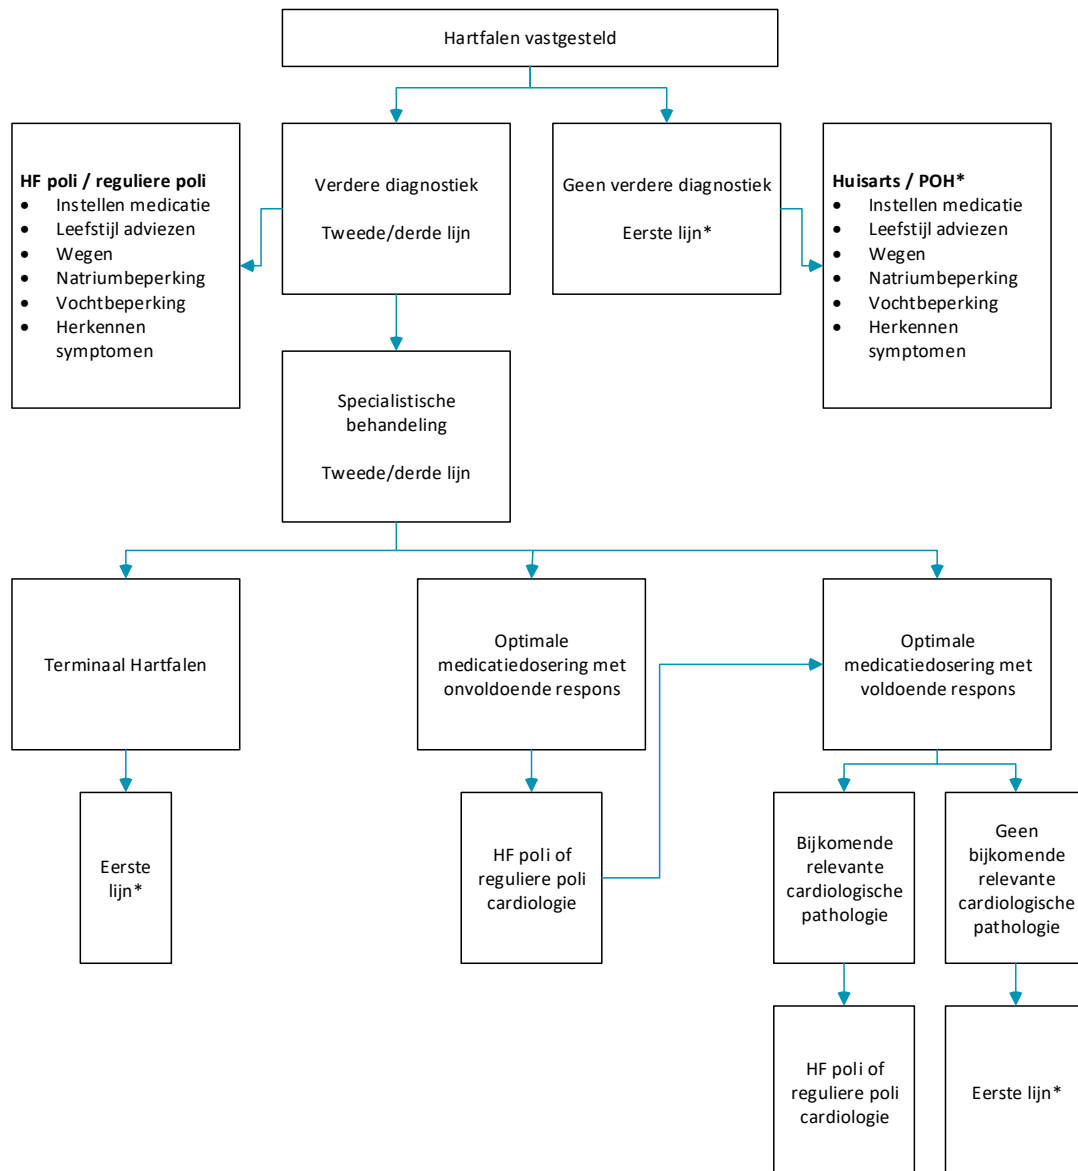 Hartfalen vastgesteld
HF poli / reguliere poli
• Instellen medicatie
• Leefstijl adviezen
• Wegen
• Natriumbeperking
• Vochtbeperking
• Herkennen
symptomen
Verdere diagnostiek
Tweede/derde lijn
Geen verdere diagnostiek
Eerste lijn*
Huisarts / POH*
• Instellen medicatie
• Leefstijl adviezen
• Wegen
• Natriumbeperking
• Vochtbeperking
• Herkennen
symptomen
Specialistische
behandeling
Tweede/derde lijn
Terminaal Hartfalen
Optimale
medicatiedosering met
onvoldoende respons
Optimale
medicatiedosering met
voldoende respons
Eerste
lijn*
HF poli of
reguliere poli
cardiologie
Bijkomende
relevante
cardiologische
pathologie
Geen
bijkomende
relevante
cardiologische
pathologie
HF poli of
reguliere poli
cardiologie
Eerste lijn*